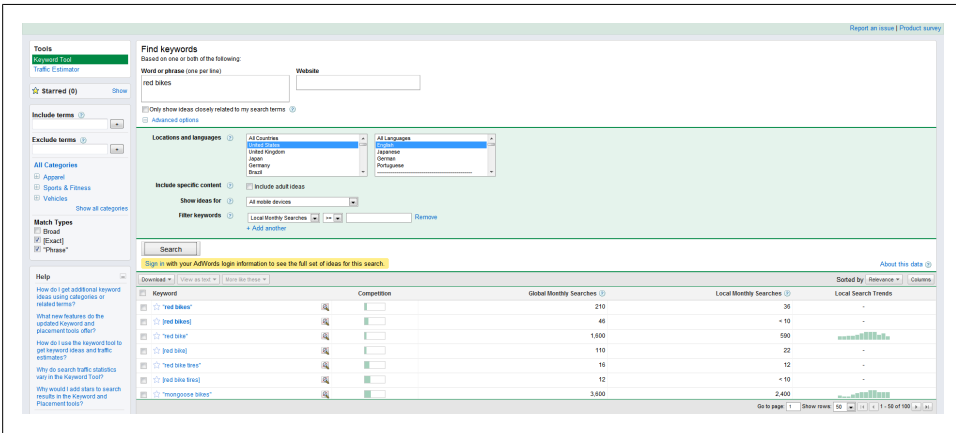 Report an issue | Product survey
Tools
Keyword Tool
Traffic Estimator
Starred (0) Show
Include terms
Exclude terms
All Categories
Apparel
Sports & Fitness
Vehicles
Show all categories
Match Types
Broad
[Exact]
"Phrase"
Help
How do I get additional keyword
ideas using categories or
related terms?
What new features do the
updated Keyword and
placement tools offer?
How do I use the keyword tool to
get keyword ideas and traffic
estimates?
Why do search traffic statistics
vary in the Keyword Tool?
Why would I add stars to search
results in the Keyword and
Placement tools?
Find keywords
Based on one or both of the following:
Word or phrase (one per line) Website
red bikes
Only show ideas closely related to my search terms
Advanced options
Locations and languages
All Countries
United States
United Kingdom
Japan
Germany
Brazil
All Languages
English
Japanese
German
Portuguese
Include specific content Include adult ideas
Show ideas for All mobile devices
Filter keywords Local Monthly Searches >= Remove
+ Add another
Search
Sign in with your AdWords login information to see the full set of ideas for this search. About this data
Download View as text More like these Sorted by Relevance Columns
Keyword Competition Global Monthly Searches Local Monthly Searches Local Search Trends
"red bikes" 210 36 -
[red bikes] 46 < 10 -
"red bike" 1,600 590
[red bike] 110 22 -
"red bike tires" 16 12 -
[red bike tires] 12 < 10 -
"mongosse bikes" 3,600 2,400
Go to page: 1 Show rows: 50 1 - 50 of 100